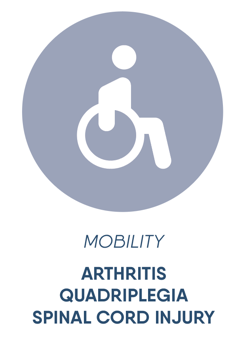 MOBILITY
ARTHRITIS
QUADRIPLEGIA
SPINAL CORD INJURY